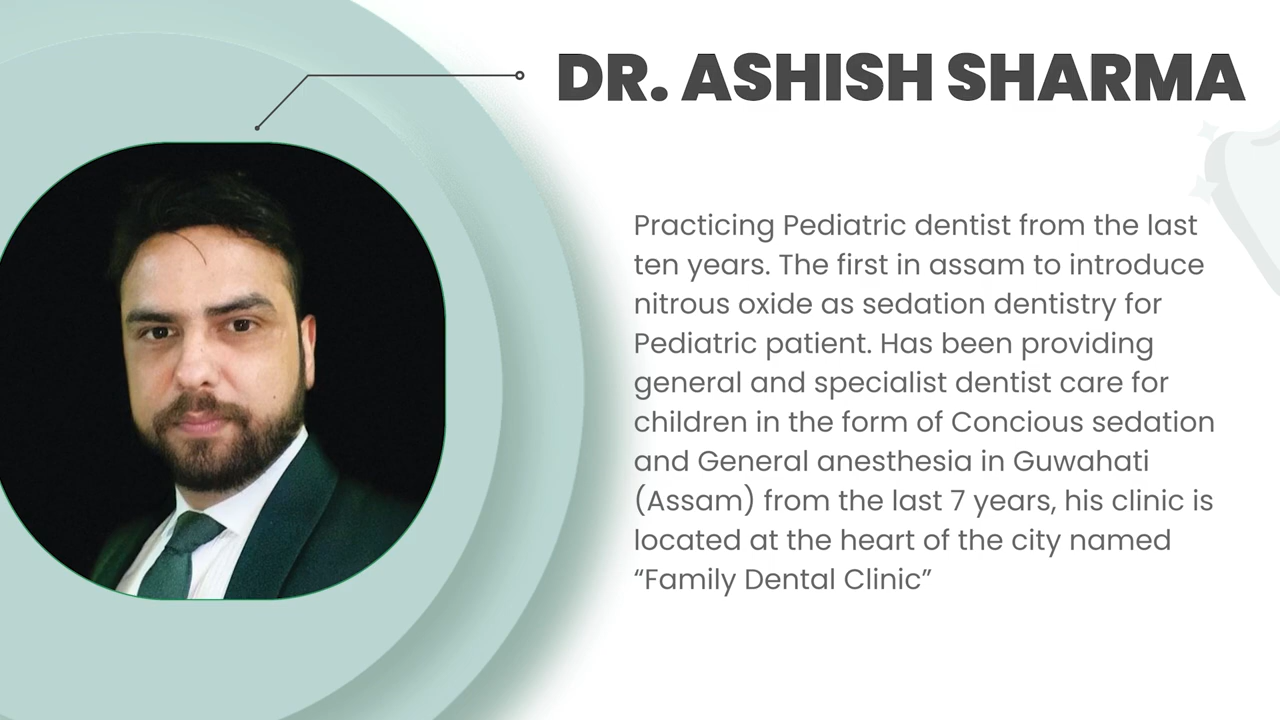 DR. ASHISH SHARMA
Practicing Pediatric dentist from the last
ten years. The first in assam to introduce
nitrous oxide as sedation dentistry for
Pediatric patient. Has been providing
general and specialist dentist care for
children in the form of Concious sedation
and General anesthesia in Guwahati
(Assam) from the last 7 years, his clinic is
located at the heart of the city named
“Family Dental Clinic”